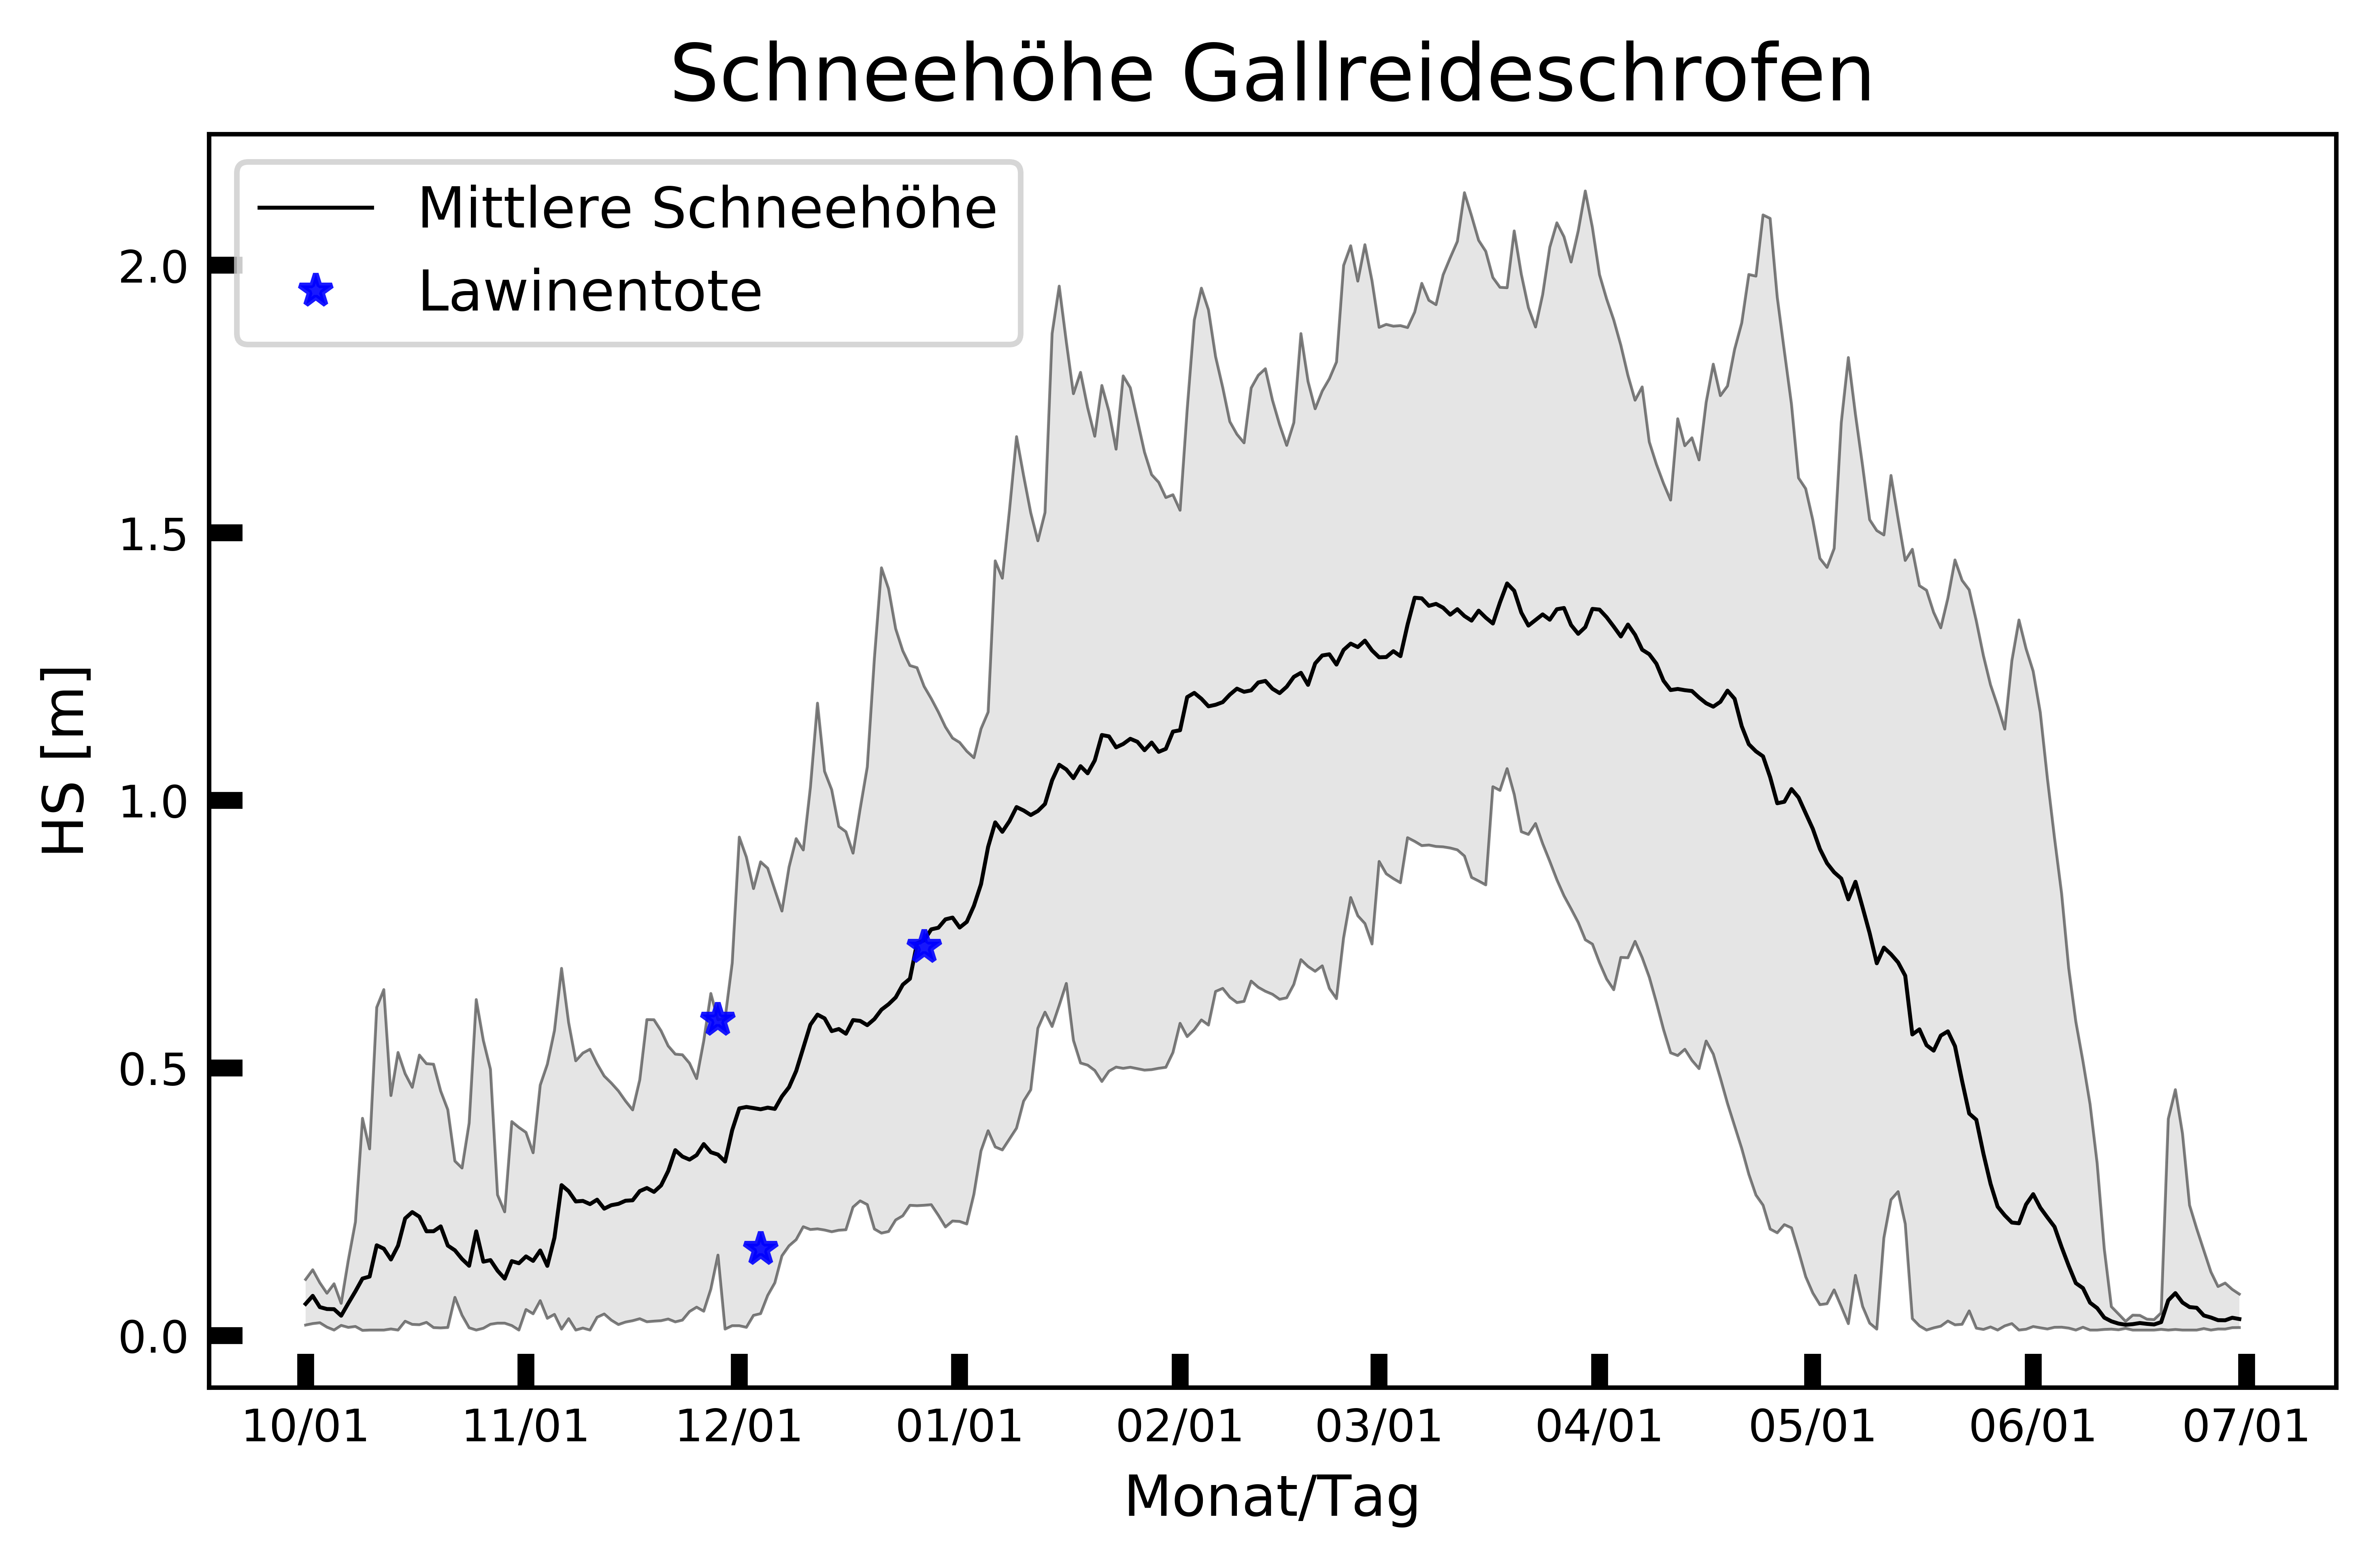 Schneehöhe Gallreideschrofen
Mittlere Schneehöhe
Lawinentote
HS [m]
2.0
1.5
1.0
0.5
0.0
10/01 11/01 12/01 01/01 02/01 03/01 04/01 05/01 06/01 07/01
Monat/Tag